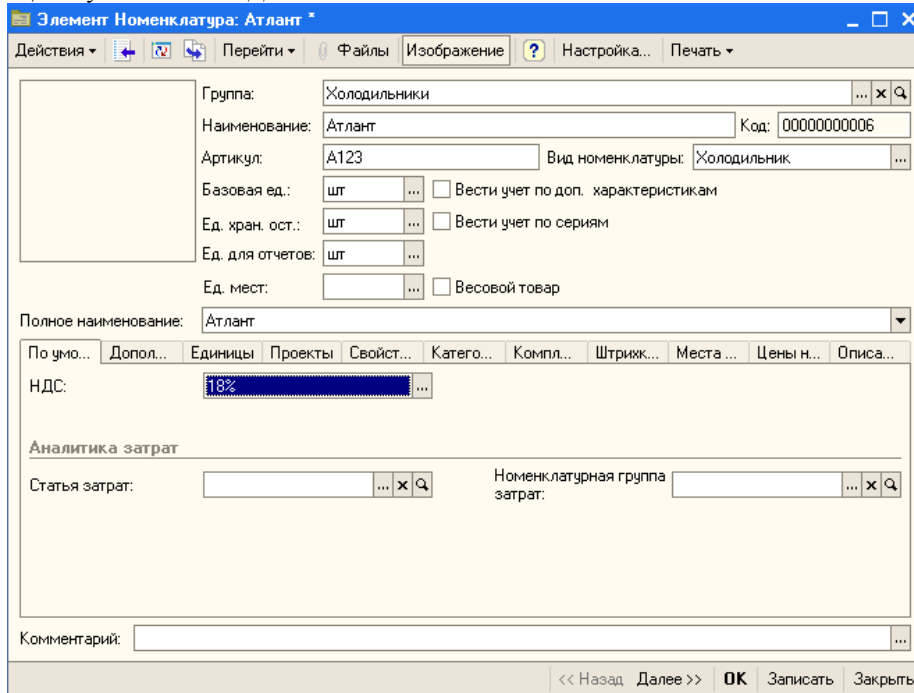 Элемент Номенклатура: Атлант *
Действия Перейти Файлы Изображение ? Настройка... Печать
Группа: Холодильники ... x
Наименование: Атлант Код: 00000000006
Артикул: А123 Вид номенклатуры: Холодильник ...
Базовая ед.: шт ... Вести учет по доп. характеристикам
Ед. хран. ост.: шт ... Вести учет по сериям
Ед. для отчетов: шт ...
Ед. мест: ... Весовой товар
Полное наименование: Атлант
По умо... Допол... Единицы Проекты Свойст... Катего... Компл... Штрихк... Места ... Цены н... Описа...
НДС: 18% ...
Аналитика затрат
Статья затрат: ... x Номенклатурная группа затрат: ... x
Комментарий: ...
<< Назад Далее >> OK Записать Закрыть